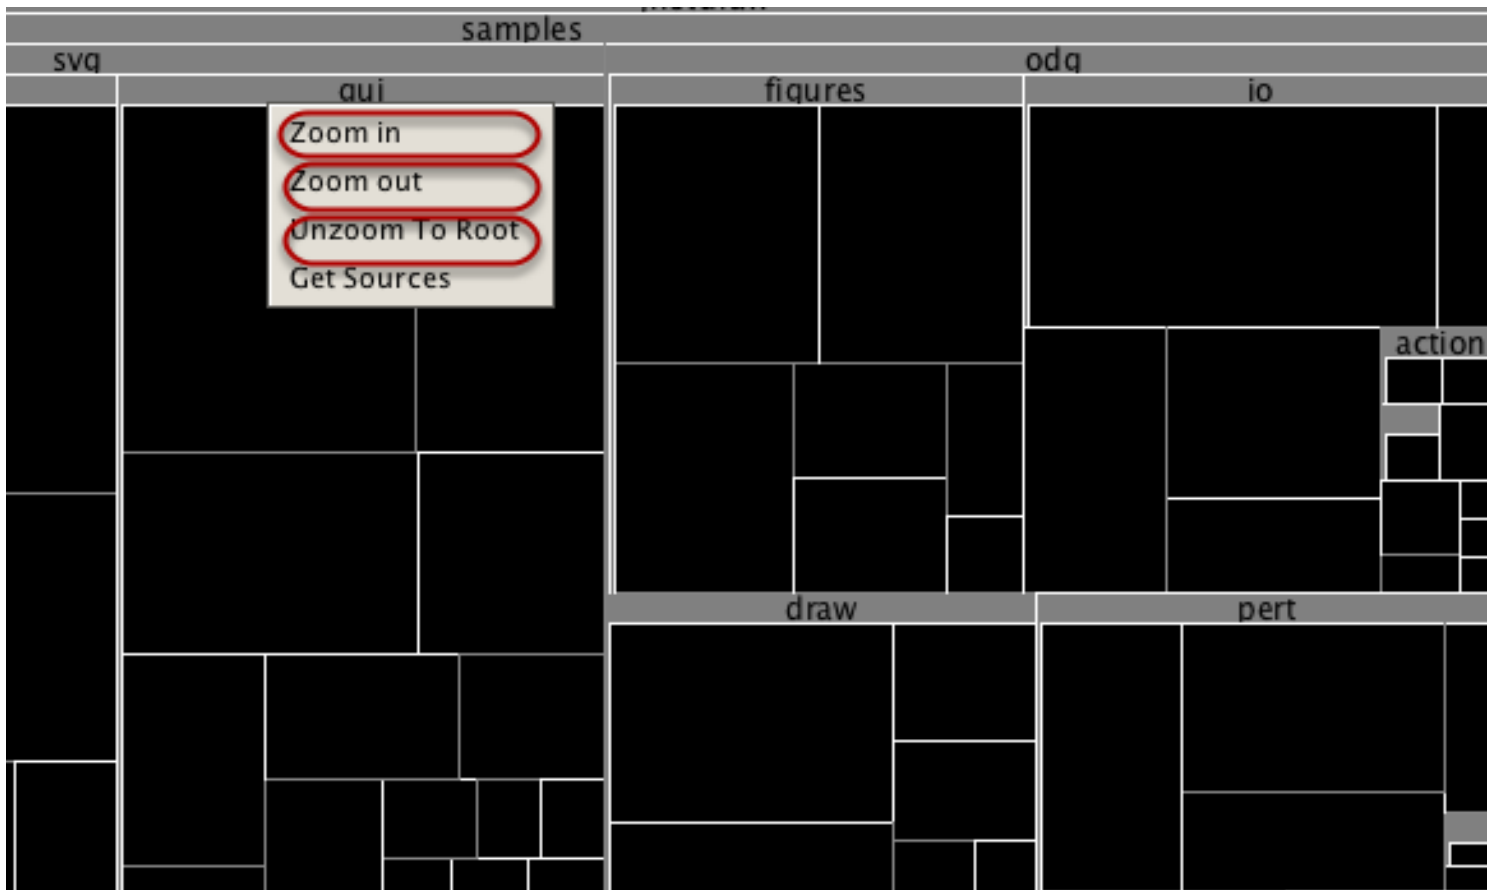 samples
svg
odg
gui
figures
io
Zoom in
Zoom out
Unzoom To Root
Get Sources
action
draw
pert